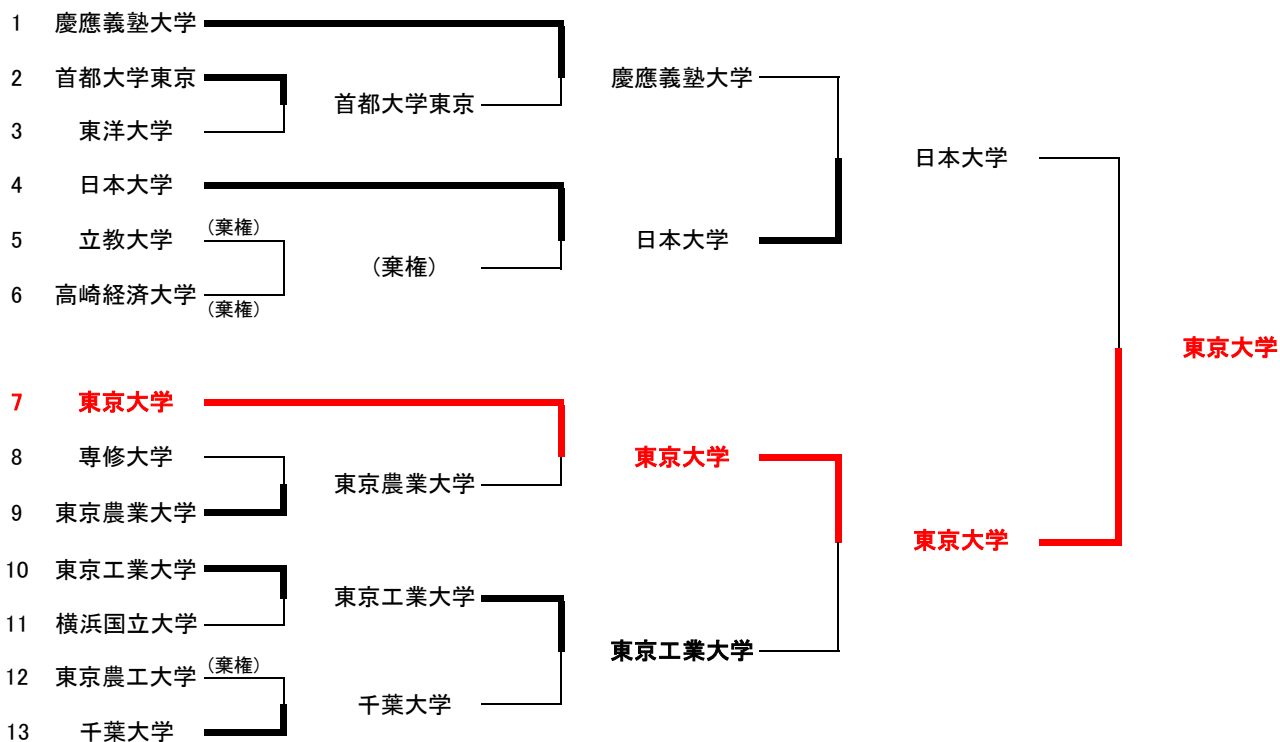 1 慶應義塾大学
2 首都大学東京
3 東洋大学
首都大学東京
慶應義塾大学
4 日本大学
5 立教大学 (棄権)
6 高崎経済大学 (棄権)
(棄権)
日本大学
日本大学
7 東京大学
8 専修大学
9 東京農業大学
東京農業大学
東京大学
10 東京工業大学
11 横浜国立大学
東京工業大学
12 東京農工大学 (棄権)
13 千葉大学
千葉大学
東京工業大学
東京大学
東京大学